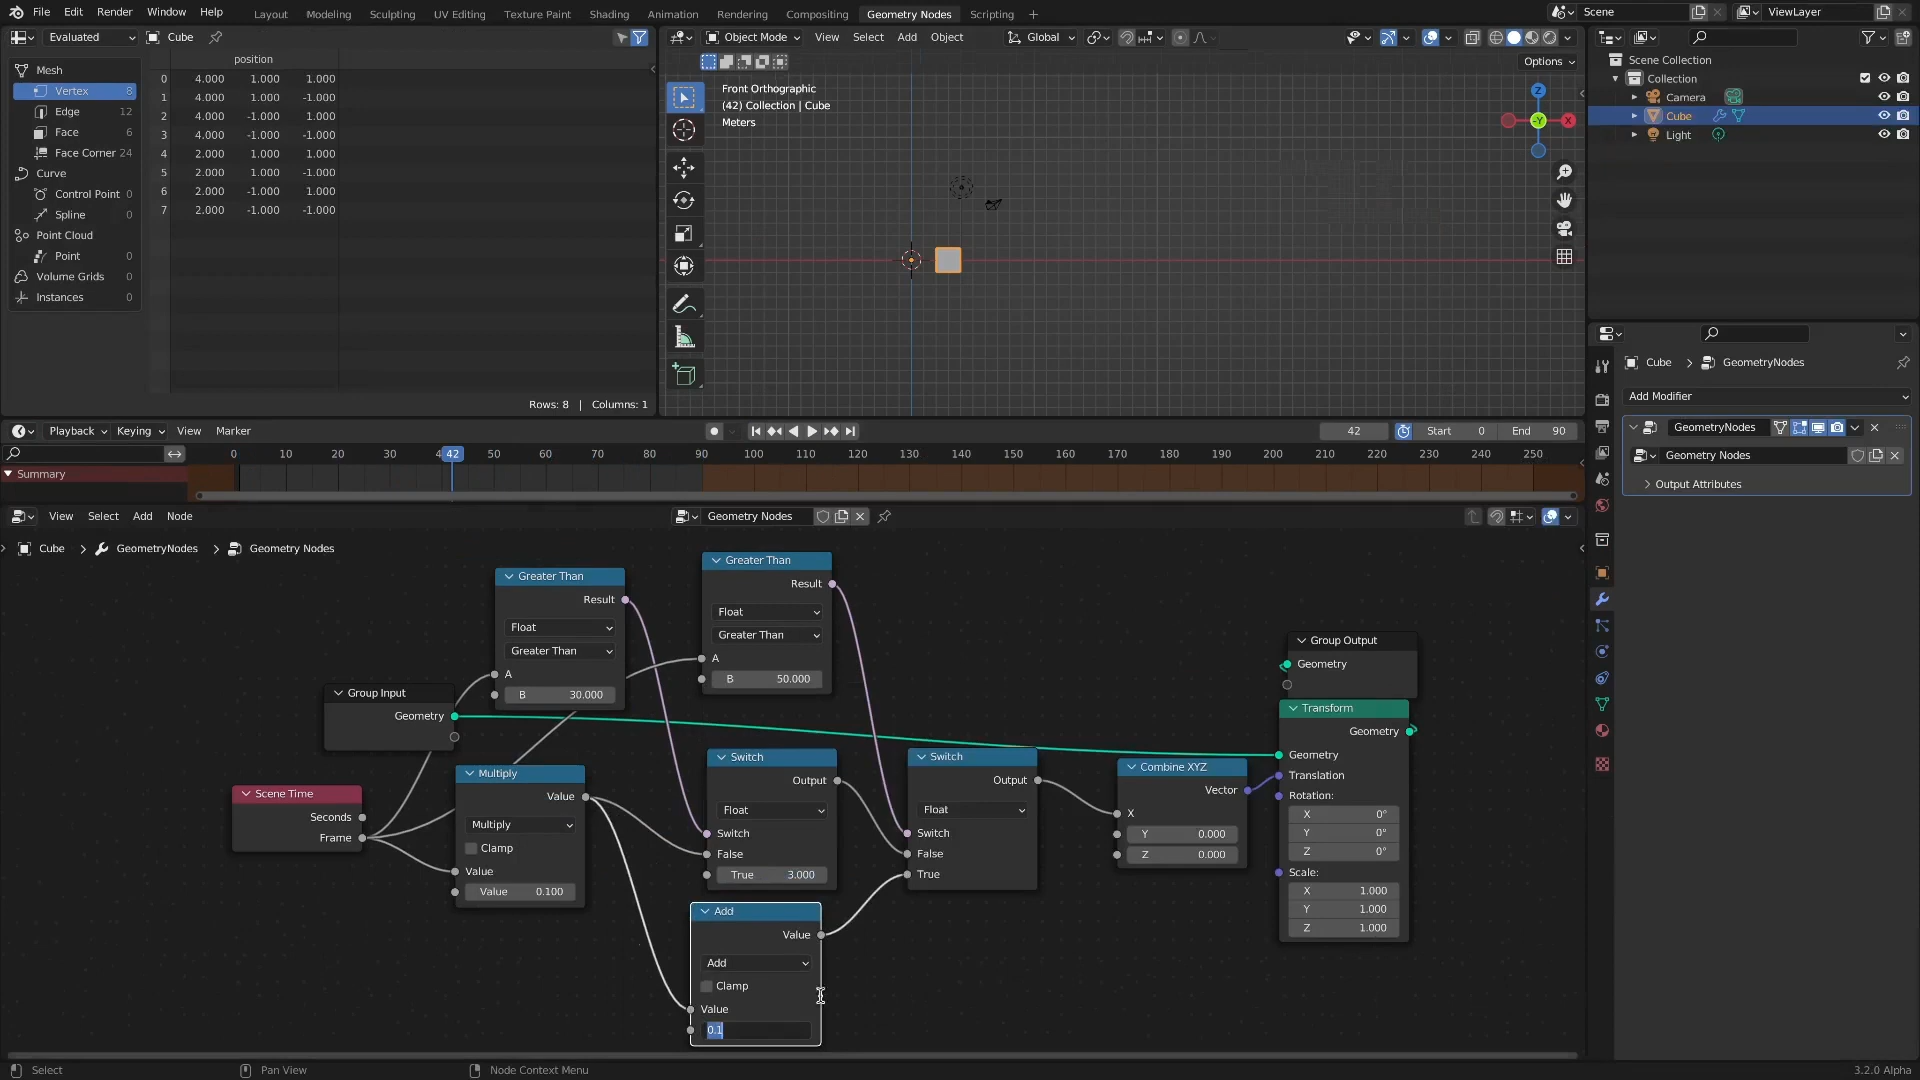 File Edit Render Window Help Layout Modeling Sculpting UV Editing Texture Paint Shading Animation Rendering Compositing Geometry Nodes Scripting + Scene ViewLayer
Evaluated Cube
position
Mesh
Vertex 8
Edge 12
Face 6
Face Corner 24
Curve
Control Point 0
Spline 0
Point Cloud
Point 0
Volume Grids 0
Instances 0
0 4.000 1.000 1.000
1 4.000 1.000 -1.000
2 4.000 -1.000 1.000
3 4.000 -1.000 -1.000
4 2.000 1.000 1.000
5 2.000 1.000 -1.000
6 2.000 -1.000 1.000
7 2.000 -1.000 -1.000
Rows: 8 | Columns: 1
Object Mode View Select Add Object Global
Options
Front Orthographic
(42) Collection | Cube
Meters
Z
-Y X
Scene Collection
Collection
Camera
Cube
Light
Cube > GeometryNodes
Add Modifier
GeometryNodes
Geometry Nodes
Output Attributes
Playback Keying View Marker 42 Start 0 End 90
0 10 20 30 4 42 50 60 70 80 90 100 110 120 130 140 150 160 170 180 190 200 210 220 230 240 250
Summary
View Select Add Node Geometry Nodes
Cube > GeometryNodes > Geometry Nodes
Greater Than
Result
Float
Greater Than
A
B 30.000
Greater Than
Result
Float
Greater Than
A
B 50.000
Group Input
Geometry
Scene Time
Seconds
Frame
Multiply
Value
Multiply
Clamp
Value
Value 0.100
Switch
Output
Float
Switch
False
True 3.000
Add
Value
Add
Clamp
Value
0.1
Switch
Output
Float
Switch
False
True
Combine XYZ
Vector
X
Y 0.000
Z 0.000
Group Output
Geometry
Transform
Geometry
Geometry
Translation
Rotation:
X 0°
Y 0°
Z 0°
Scale:
X 1.000
Y 1.000
Z 1.000
Select Pan View Node Context Menu 3.2.0 Alpha